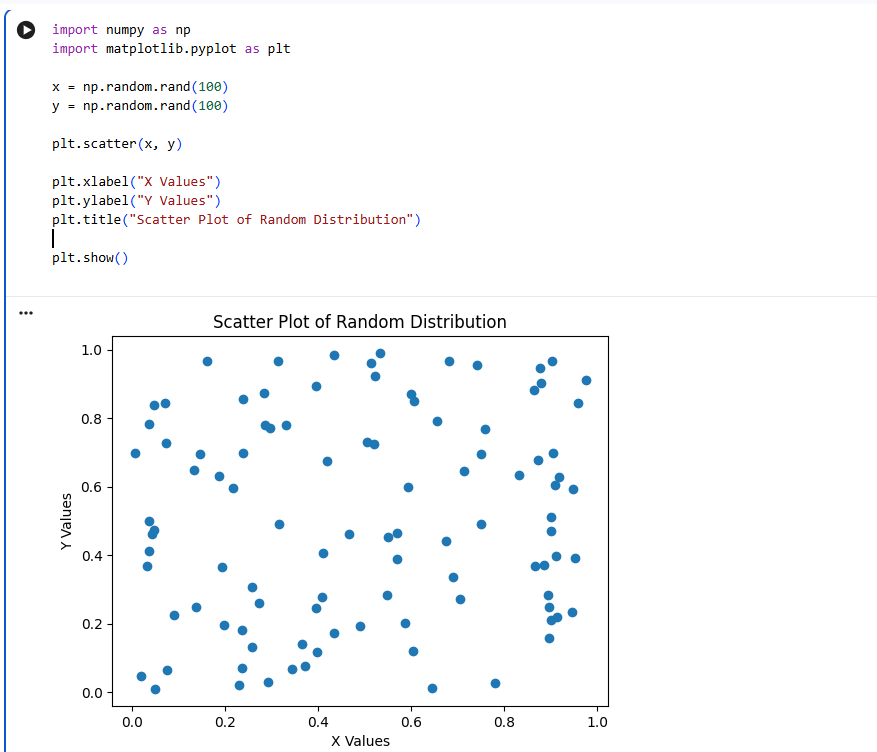 import numpy as np
import matplotlib.pyplot as plt
x = np.random.rand(100)
y = np.random.rand(100)
plt.scatter(x, y)
plt.xlabel("X Values")
plt.ylabel("Y Values")
plt.title("Scatter Plot of Random Distribution")
plt.show()
Scatter Plot of Random Distribution
1.0
0.8
0.6
0.4
0.2
0.0
Y Values
0.0 0.2 0.4 0.6 0.8 1.0
X Values